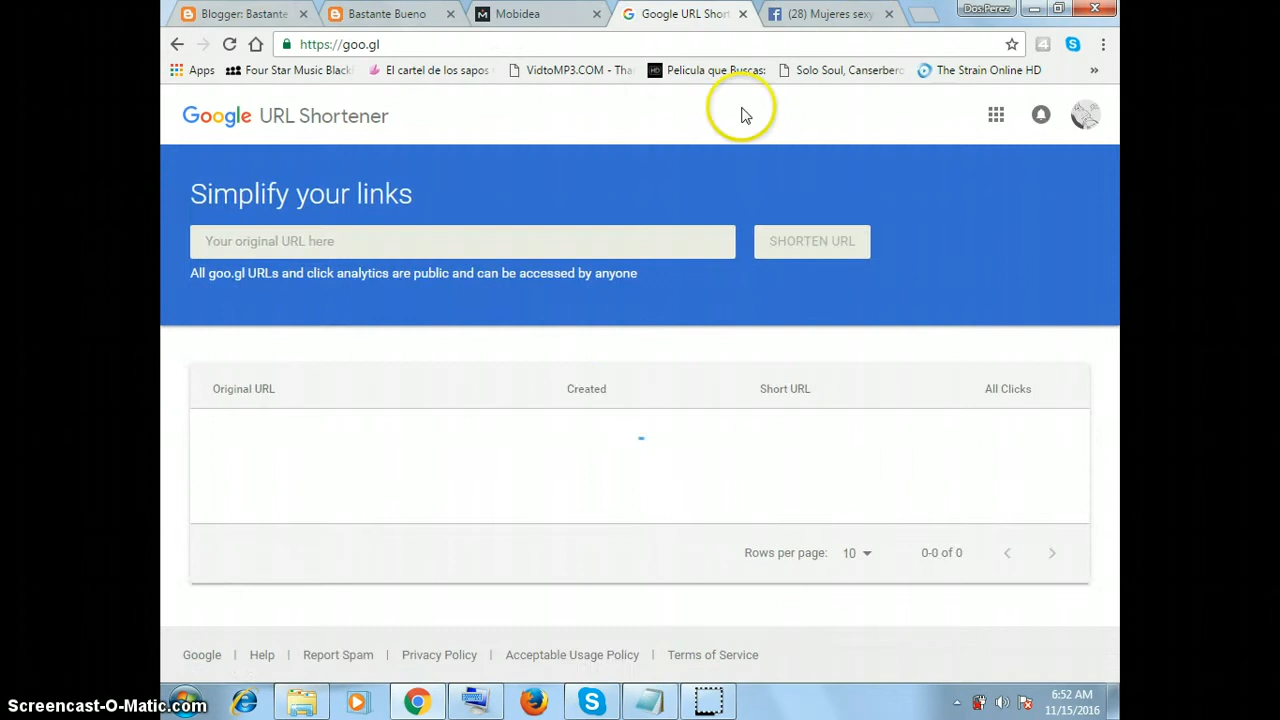 Blogger: Bastante
Bastante Bueno
Mobidea
Google URL Short
(28) Mujeres sexy
Dos.Perez
https://goo.gl
Apps
Four Star Music Black
El cartel de los sapos
VidtoMP3.COM - Tha
Pelicula que Buscas:
Solo Soul, Canserbero
The Strain Online HD
»
Google URL Shortener
Simplify your links
Your original URL here
SHORTEN URL
All goo.gl URLs and click analytics are public and can be accessed by anyone
Original URL
Created
Short URL
All Clicks
Rows per page:
10
0-0 of 0
Google
Help
Report Spam
Privacy Policy
Acceptable Usage Policy
Terms of Service
6:52 AM
11/15/2016
Screencast-O-Matic.com